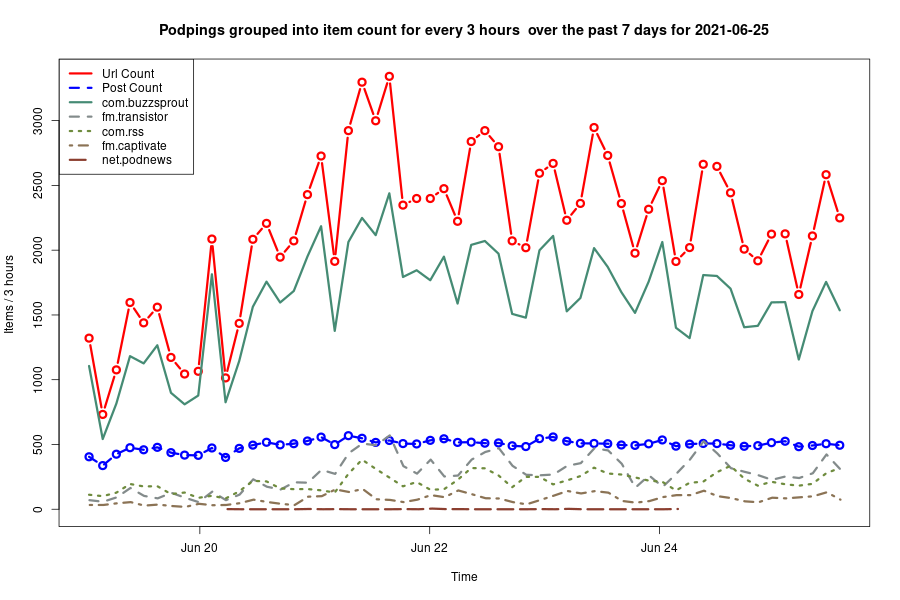 Podpings grouped into item count for every 3 hours  over the past 7 days for 2021-06-25
Url Count
Post Count
com.buzzsprout
fm.transistor
com.rss
fm.captivate
net.podnews
Items / 3 hours
3000
2500
2000
1500
1000
500
0
Jun 20
Jun 22
Jun 24
Time